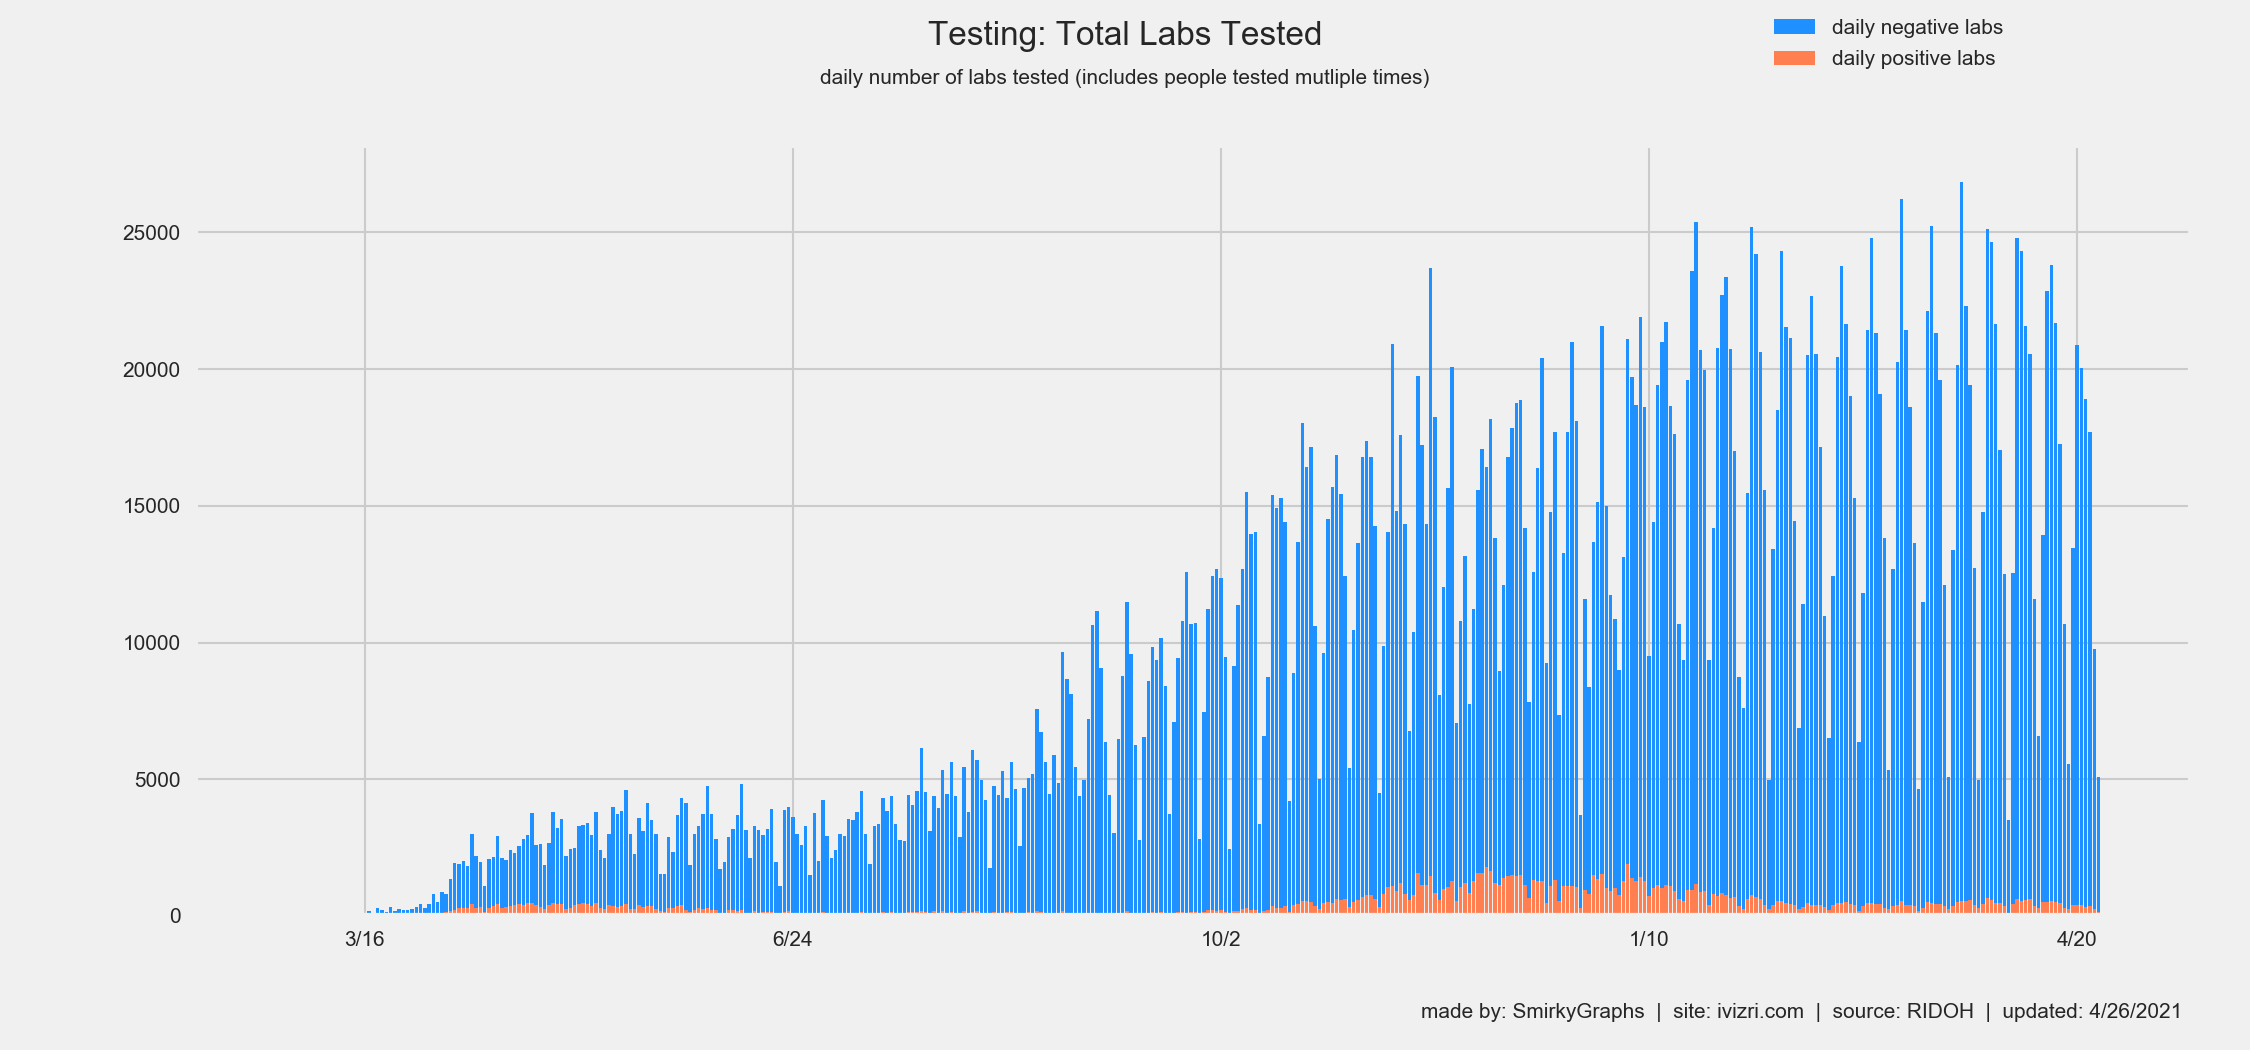 Testing: Total Labs Tested
daily number of labs tested (includes people tested mutliple times)
daily negative labs
daily positive labs
25000
20000
15000
10000
5000
0
3/16 6/24 10/2 1/10 4/20
made by: SmirkyGraphs | site: ivizri.com | source: RIDOH | updated: 4/26/2021